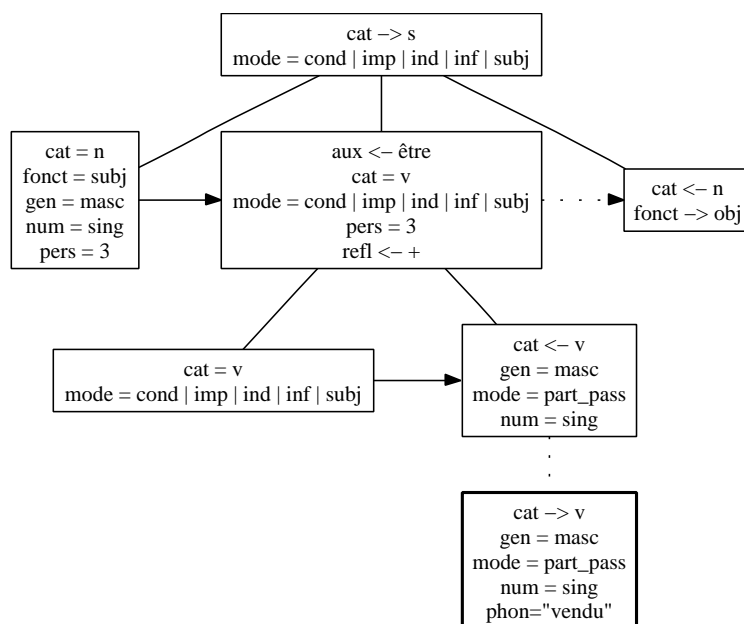 cat −> s
mode = cond | imp | ind | inf | subj
cat = n
fonct = subj
gen = masc
num = sing
pers = 3
aux <− être
cat = v
mode = cond | imp | ind | inf | subj
pers = 3
refl <− +
cat <− n
fonct −> obj
cat = v
mode = cond | imp | ind | inf | subj
cat <− v
gen = masc
mode = part_pass
num = sing
cat −> v
gen = masc
mode = part_pass
num = sing
phon="vendu"